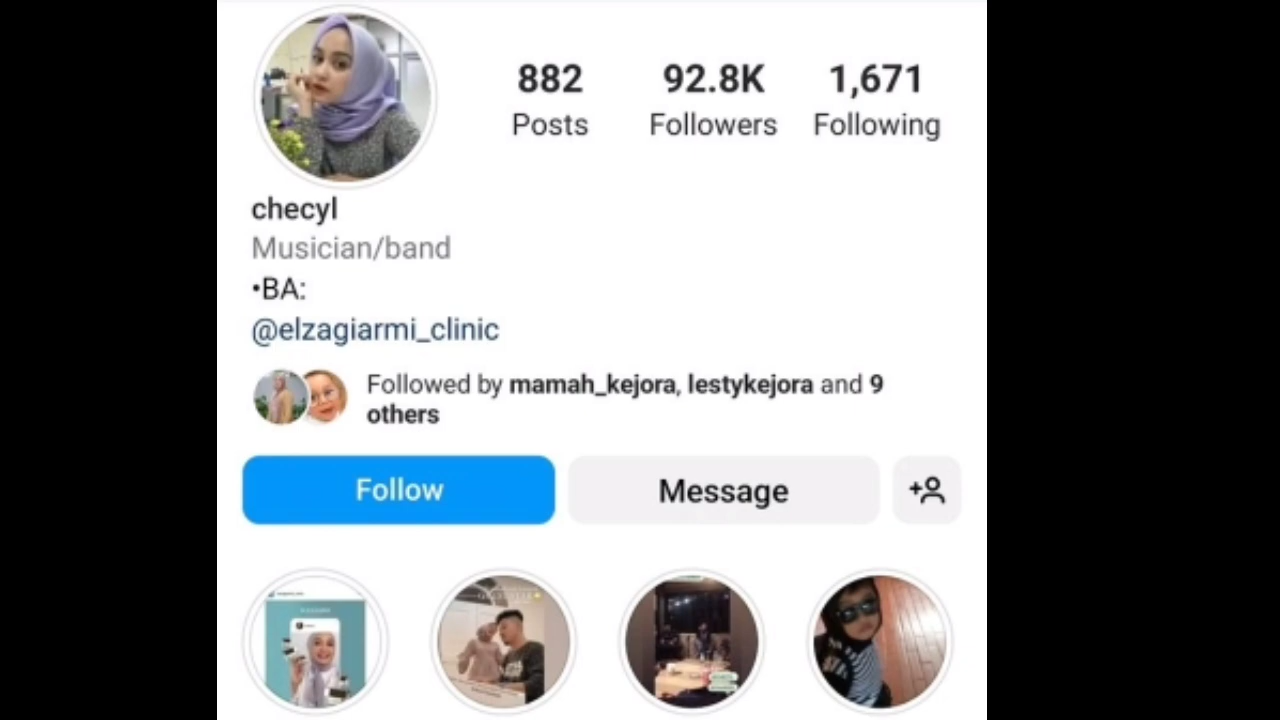 882
Posts
92.8K
Followers
1,671
Following
checyl
Musician/band
•BA:
@elzagiarmi_clinic
Followed by mamah_kejora, lestykejora and 9
others
Follow
Message